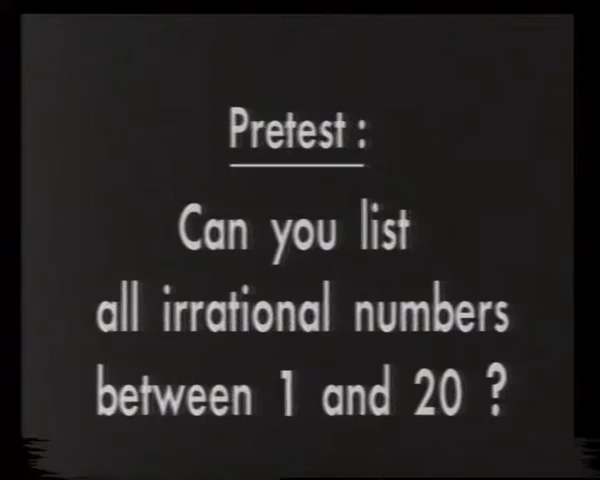 Pretest :
Can you list
all irrational numbers
between 1 and 20 ?